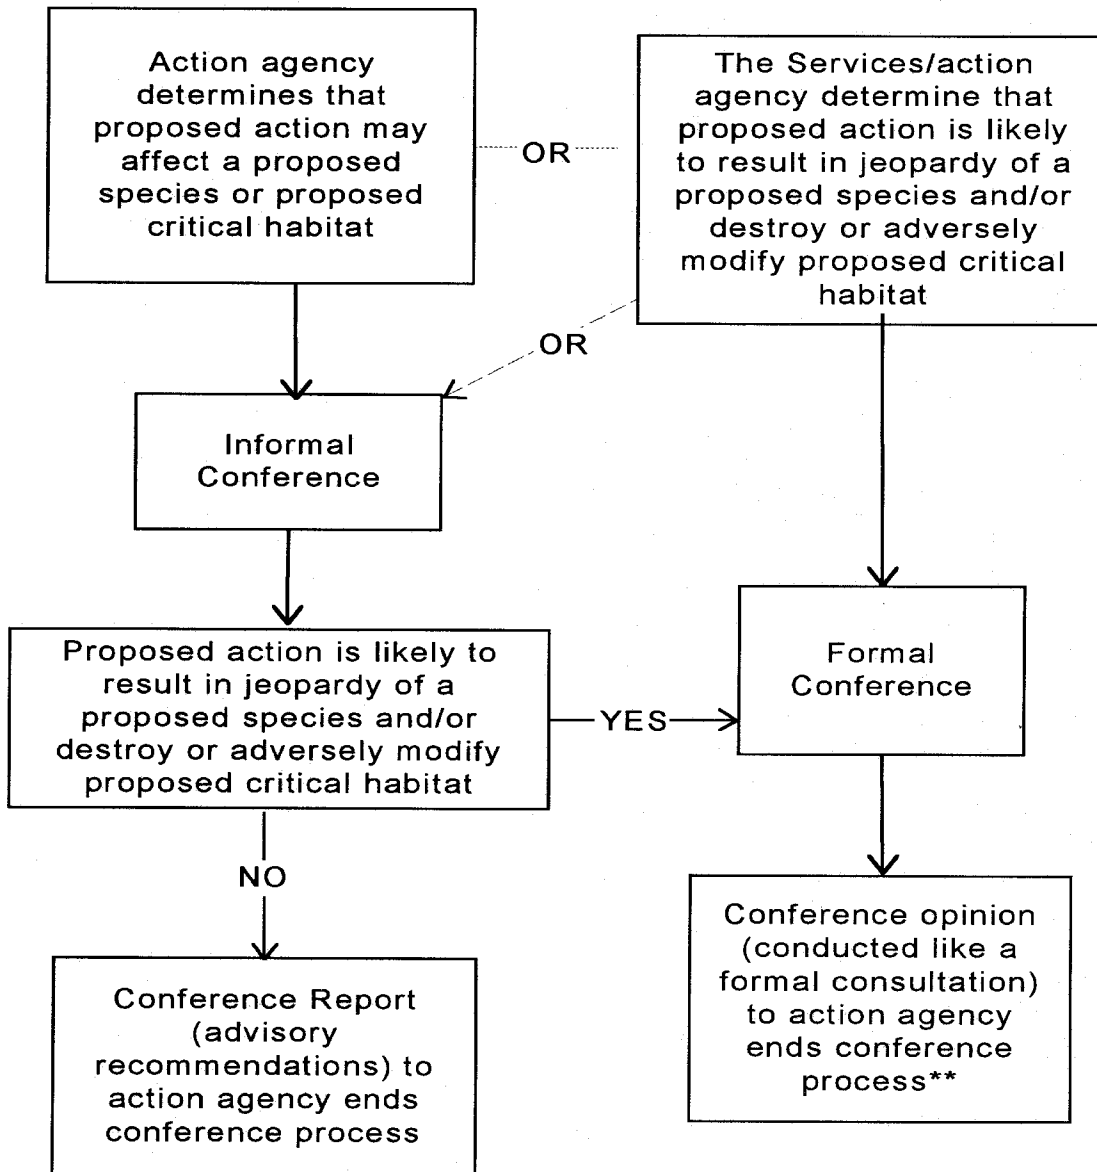 Action agency
determines that
proposed action may
affect a proposed
species or proposed
critical habitat
OR
The Services/action
agency determine that
proposed action is likely
to result in jeopardy of a
proposed species and/or
destroy or adversely
modify proposed critical
habitat
OR
Informal
Conference
Proposed action is likely to
result in jeopardy of a
proposed species and/or
destroy or adversely modify
proposed critical habitat
YES
Formal
Conference
NO
Conference Report
(advisory
recommendations) to
action agency ends
conference process
Conference opinion
(conducted like a
formal consultation)
to action agency
ends conference
process**